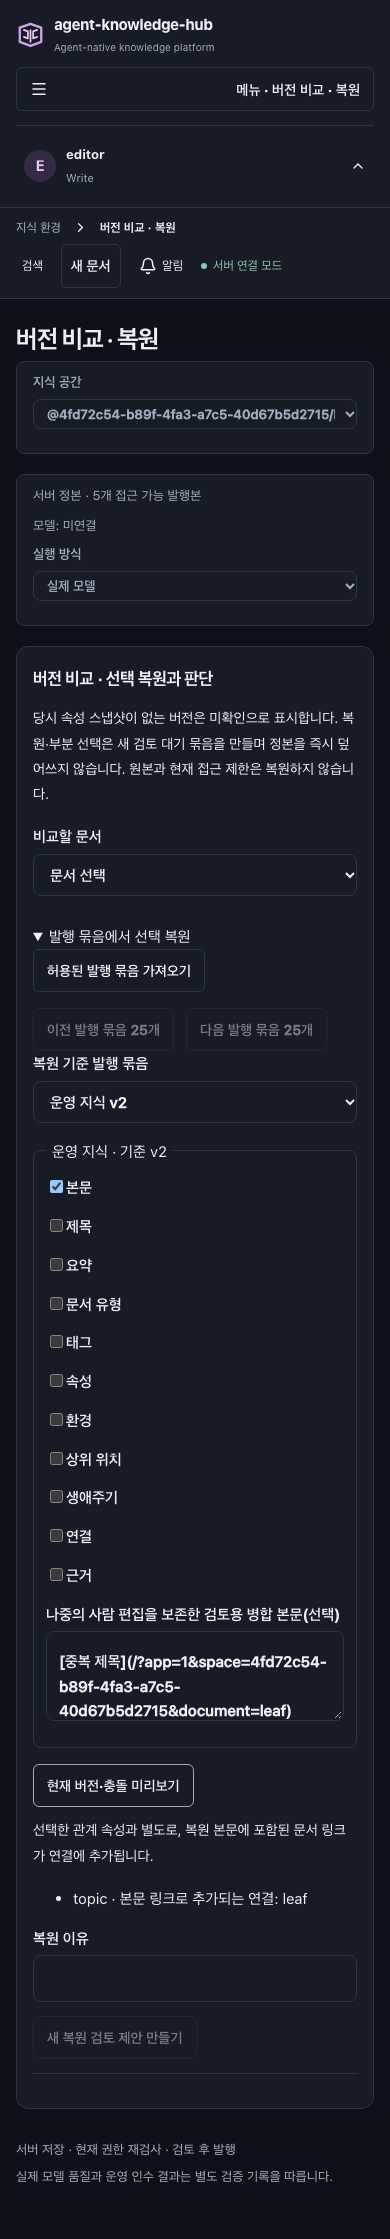 agent-knowledge-hub
Agent-native knowledge platform
메뉴 · 버전 비교 · 복원
E
editor
Write
지식 환경
버전 비교 · 복원
검색
새 문서
알림
서버 연결 모드
버전 비교 · 복원
지식 공간
@4fd72c54-b89f-4fa3-a7c5-40d67b5d2715/
서버 정본 · 5개 접근 가능 발행본
모델: 미연결
실행 방식
실제 모델
버전 비교 · 선택 복원과 판단
당시 속성 스냅샷이 없는 버전은 미확인으로 표시합니다. 복
원·부분 선택은 새 검토 대기 묶음을 만들며 정본을 즉시 덮
어쓰지 않습니다. 원본과 현재 접근 제한은 복원하지 않습니
다.
비교할 문서
문서 선택
▼ 발행 묶음에서 선택 복원
허용된 발행 묶음 가져오기
이전 발행 묶음 25개
다음 발행 묶음 25개
복원 기준 발행 묶음
운영 지식 v2
운영 지식 · 기준 v2
본문
제목
요약
문서 유형
태그
속성
환경
상위 위치
생애주기
연결
근거
나중의 사람 편집을 보존한 검토용 병합 본문(선택)
[중복 제목](/?app=1&space=4fd72c54-
b89f-4fa3-a7c5-
40d67b5d2715&document=leaf)
현재 버전·충돌 미리보기
선택한 관계 속성과 별도로, 복원 본문에 포함된 문서 링크
가 연결에 추가됩니다.
• topic · 본문 링크로 추가되는 연결: leaf
복원 이유
새 복원 검토 제안 만들기
서버 저장 · 현재 권한 재검사 · 검토 후 발행
실제 모델 품질과 운영 인수 결과는 별도 검증 기록을 따릅니다.